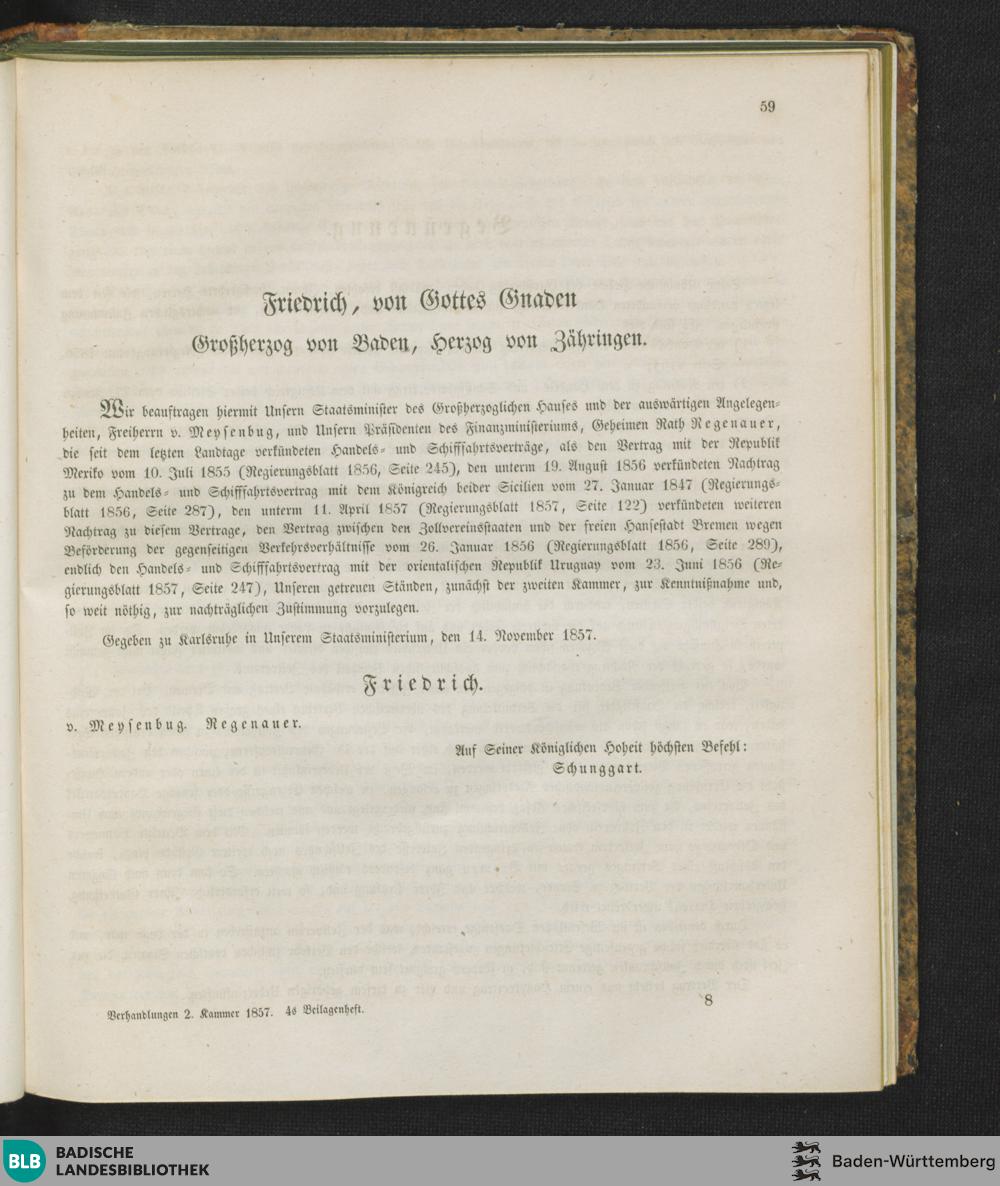 59
Friedrich, von Gottes Gnaden
Großherzog von Baden, Herzog von Zähringen.
Wir beauftragen hiermit Unsern Staatsminister des Großherzoglichen Hauses und der auswärtigen Angelegen-
heiten, Freiherrn v. Meysenbug, und Unsern Präsidenten des Finanzministeriums, Geheimen Rath Regenauer,
die seit dem letzten Landtage verkündeten Handels- und Schifffahrtsverträge, als den Vertrag mit der Republik
Mexiko vom 10. Juli 1855 (Regierungsblatt 1856, Seite 245), den unterm 19. August 1856 verkündeten Nachtrag
zu dem Handels- und Schifffahrtsvertrag mit dem Königreich beider Sicilien vom 27. Januar 1847 (Regierungs-
blatt 1856, Seite 287), den unterm 11. April 1857 (Regierungsblatt 1857, Seite 122) verkündeten weiteren
Nachtrag zu diesem Vertrage, den Vertrag zwischen den Zollvereinsstaaten und der freien Hansestadt Bremen wegen
Beförderung der gegenseitigen Verkehrsverhältnisse vom 26. Januar 1856 (Regierungsblatt 1856, Seite 289),
endlich den Handels- und Schifffahrtsvertrag mit der orientalischen Republik Uruguay vom 23. Juni 1856 (Re-
gierungsblatt 1857, Seite 247), Unseren getreuen Ständen, zunächst der zweiten Kammer, zur Kenntnißnahme und,
so weit nöthig, zur nachträglichen Zustimmung vorzulegen.
Gegeben zu Karlsruhe in Unserem Staatsministerium, den 14. November 1857.
Friedrich.
v. Meysenbug. Regenauer.
Auf Seiner Königlichen Hoheit höchsten Befehl:
Schunggart.
Verhandlungen 2. Kammer 1857. 4s Beilagenheft.
8
BLB BADISCHE
LANDESBIBLIOTHEK
Baden-Württemberg